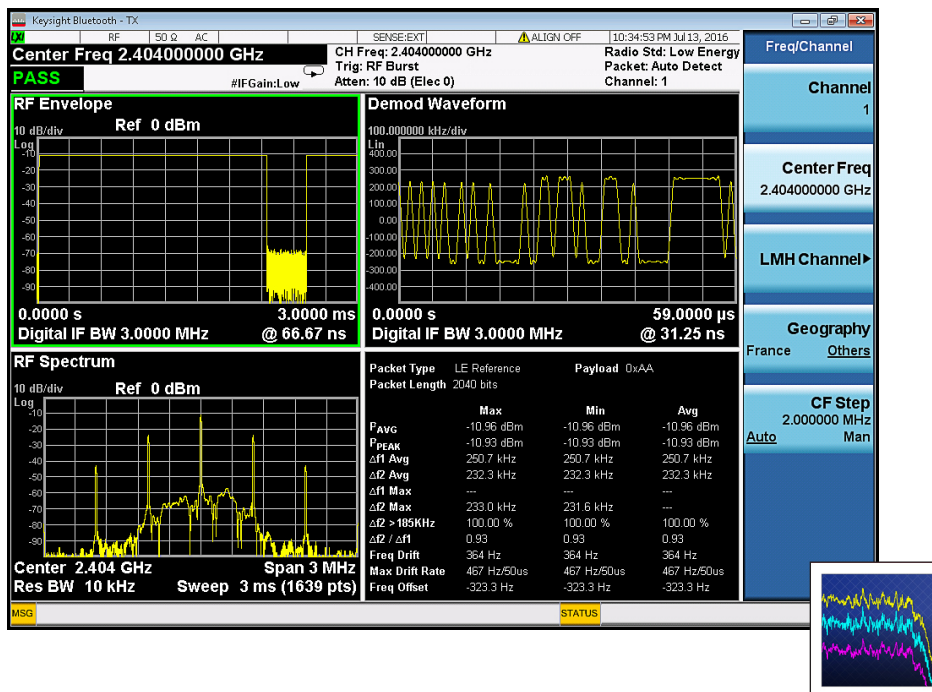 Keysight Bluetooth - TX
LXI RF 50 Ω AC SENSE:EXT ALIGN OFF 10:34:53 PM Jul 13, 2016
Center Freq 2.404000000 GHz
CH Freq: 2.404000000 GHz
Radio Std: Low Energy
Trig: RF Burst
Packet: Auto Detect
PASS
#IFGain:Low
Atten: 10 dB (Elec 0)
Channel: 1
RF Envelope
10 dB/div Ref 0 dBm
Log
-10
-20
-30
-40
-50
-60
-70
-80
-90
0.0000 s 3.0000 ms
Digital IF BW 3.0000 MHz @ 66.67 ns
Demod Waveform
100.000000 kHz/div
Lin
400.00
300.00
200.00
100.00
0.00
-100.00
-200.00
-300.00
-400.00
0.0000 s 59.0000 µs
Digital IF BW 3.0000 MHz @ 31.25 ns
RF Spectrum
10 dB/div Ref 0 dBm
Log
-10
-20
-30
-40
-50
-60
-70
-80
-90
Center 2.404 GHz Span 3 MHz
Res BW 10 kHz Sweep 3 ms (1639 pts)
Packet Type LE Reference Payload 0xAA
Packet Length 2040 bits
Max Min Avg
PAVG -10.96 dBm -10.96 dBm -10.96 dBm
PPEAK -10.93 dBm -10.93 dBm -10.93 dBm
Δf1 Avg 250.7 kHz 250.7 kHz 250.7 kHz
Δf2 Avg 232.3 kHz 232.3 kHz 232.3 kHz
Δf1 Max --- --- ---
Δf2 Max 233.0 kHz 231.6 kHz ---
Δf2 >185KHz 100.00 % 100.00 % 100.00 %
Δf2 / Δf1 0.93 0.93 0.93
Freq Drift 364 Hz 364 Hz 364 Hz
Max Drift Rate 467 Hz/50us 467 Hz/50us 467 Hz/50us
Freq Offset -323.3 Hz -323.3 Hz -323.3 Hz
Freq/Channel
Channel
1
Center Freq
2.404000000 GHz
LMH Channel
Geography
France Others
CF Step
2.000000 MHz
Auto Man
MSG STATUS